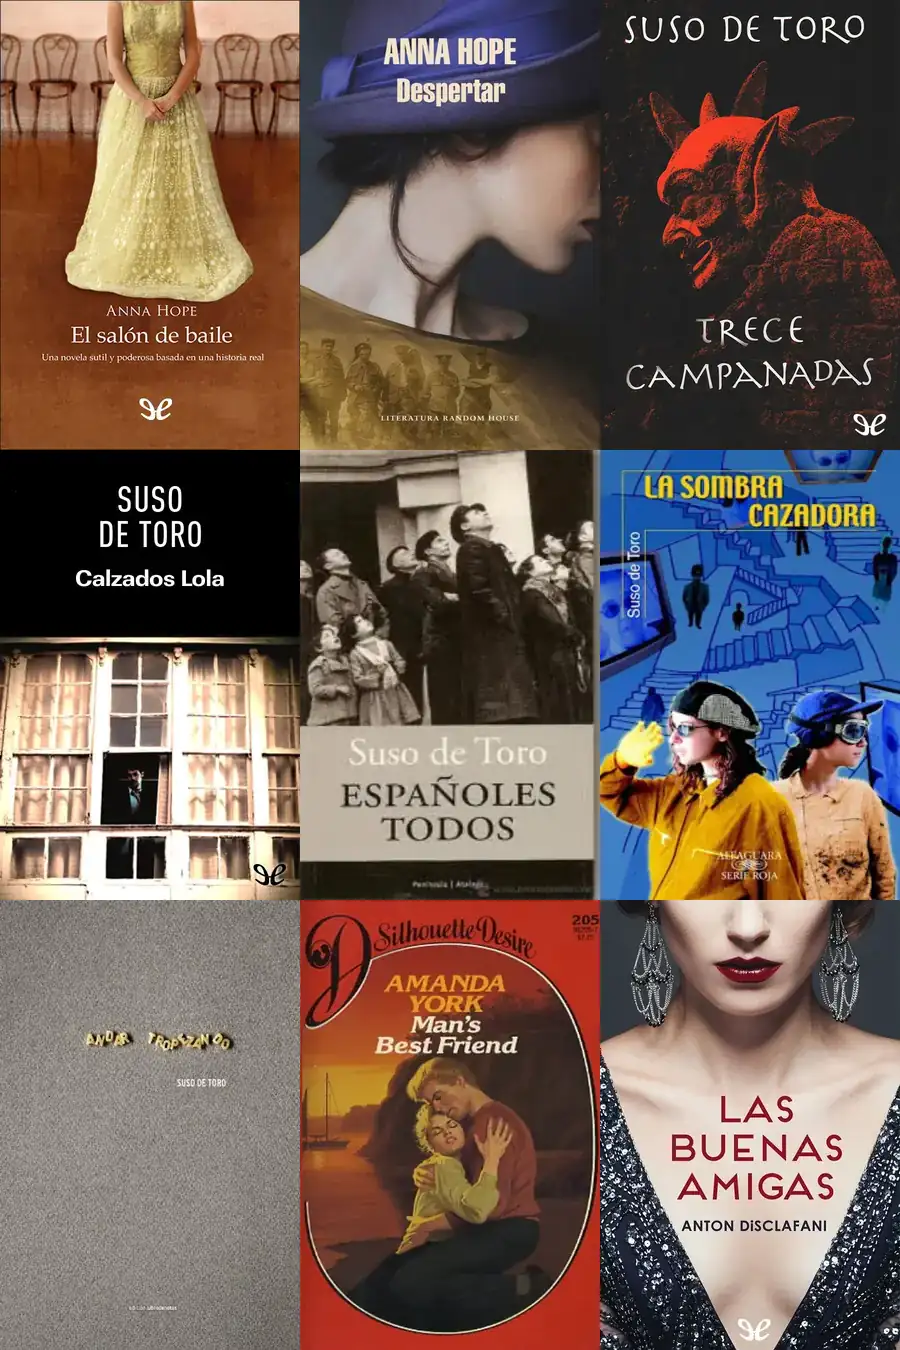 ANNA HOPE
El salón de baile
Una novela sutil y poderosa basada en una historia real
ANNA HOPE
Despertar
LITERATURA RANDOM HOUSE
SUSO DE TORO
TRECE
CAMPANADAS
SUSO
DE TORO
Calzados Lola
Suso de Toro
ESPAÑOLES
TODOS
Península | Atalaya
LA SOMBRA
CAZADORA
Suso de Toro
ALFAGUARA
SERIE ROJA
ANDAR TROPEZANDO
SUSO DE TORO
Silhouette Desire
205
AMANDA
YORK
Man's
Best Friend
LAS
BUENAS
AMIGAS
ANTON DiSCLAFANI